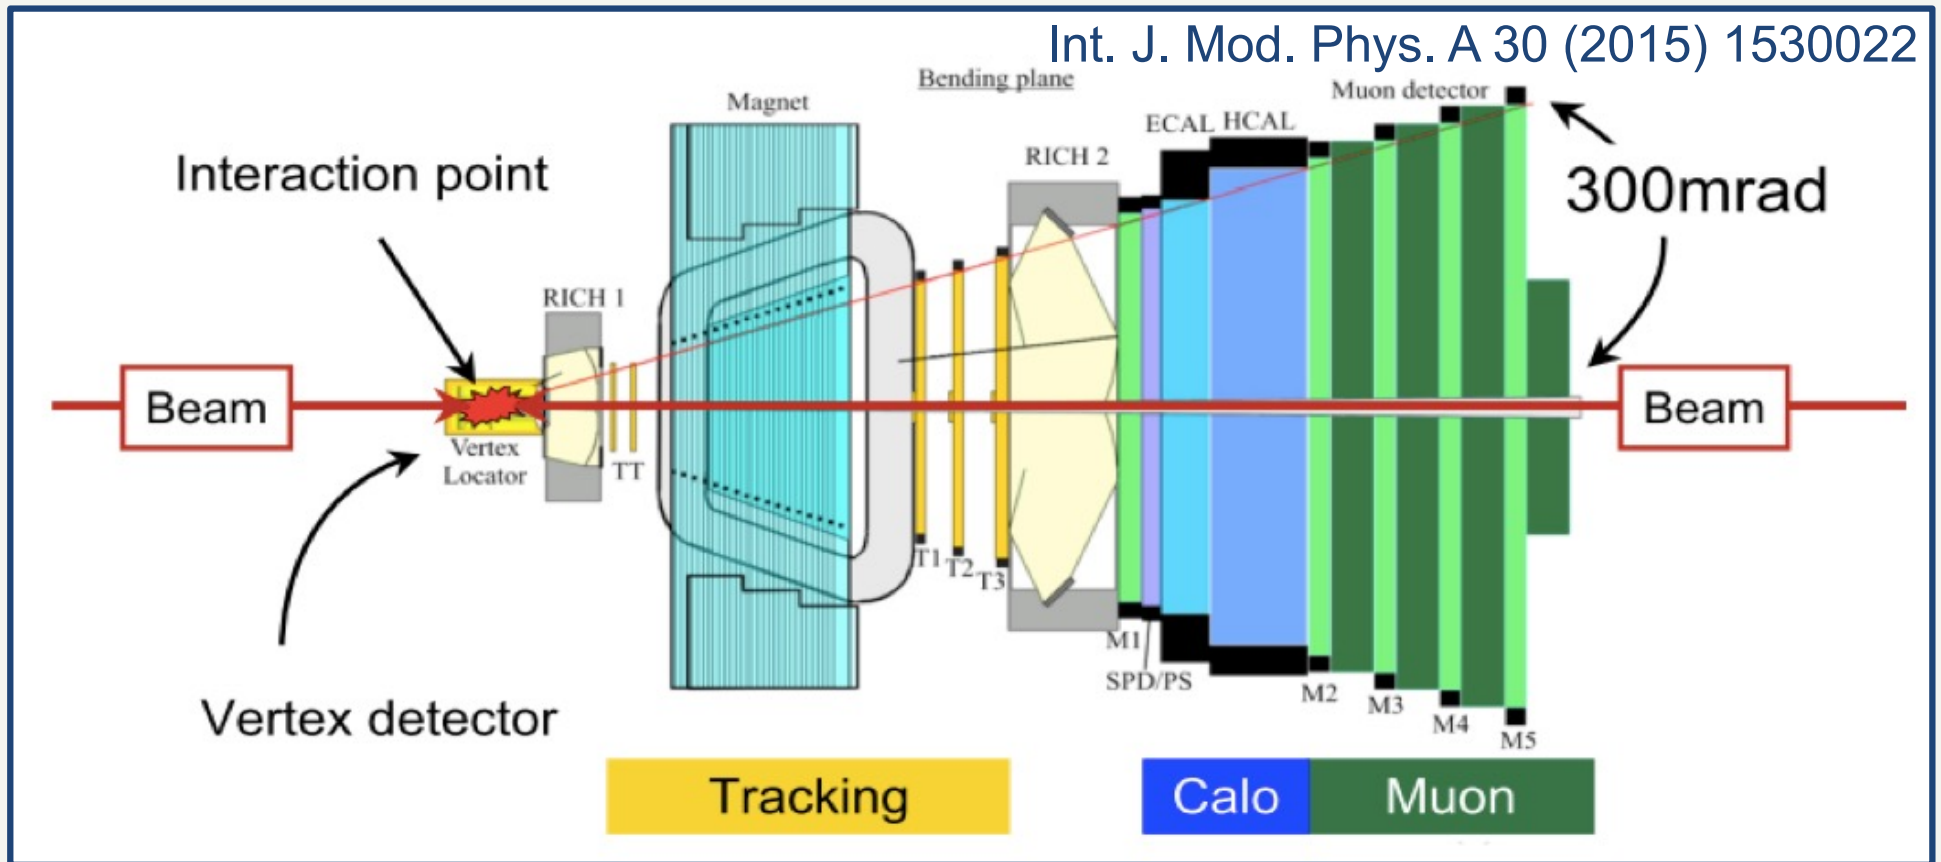 Int. J. Mod. Phys. A 30 (2015) 1530022
Bending plane
Magnet
Muon detector
ECAL HCAL
Interaction point
RICH 2
300mrad
RICH 1
Beam
Beam
Vertex
Locator
TT
T1
T2
T3
M1
SPD/PS
M2
M3
M4
M5
Vertex detector
Tracking
Calo
Muon